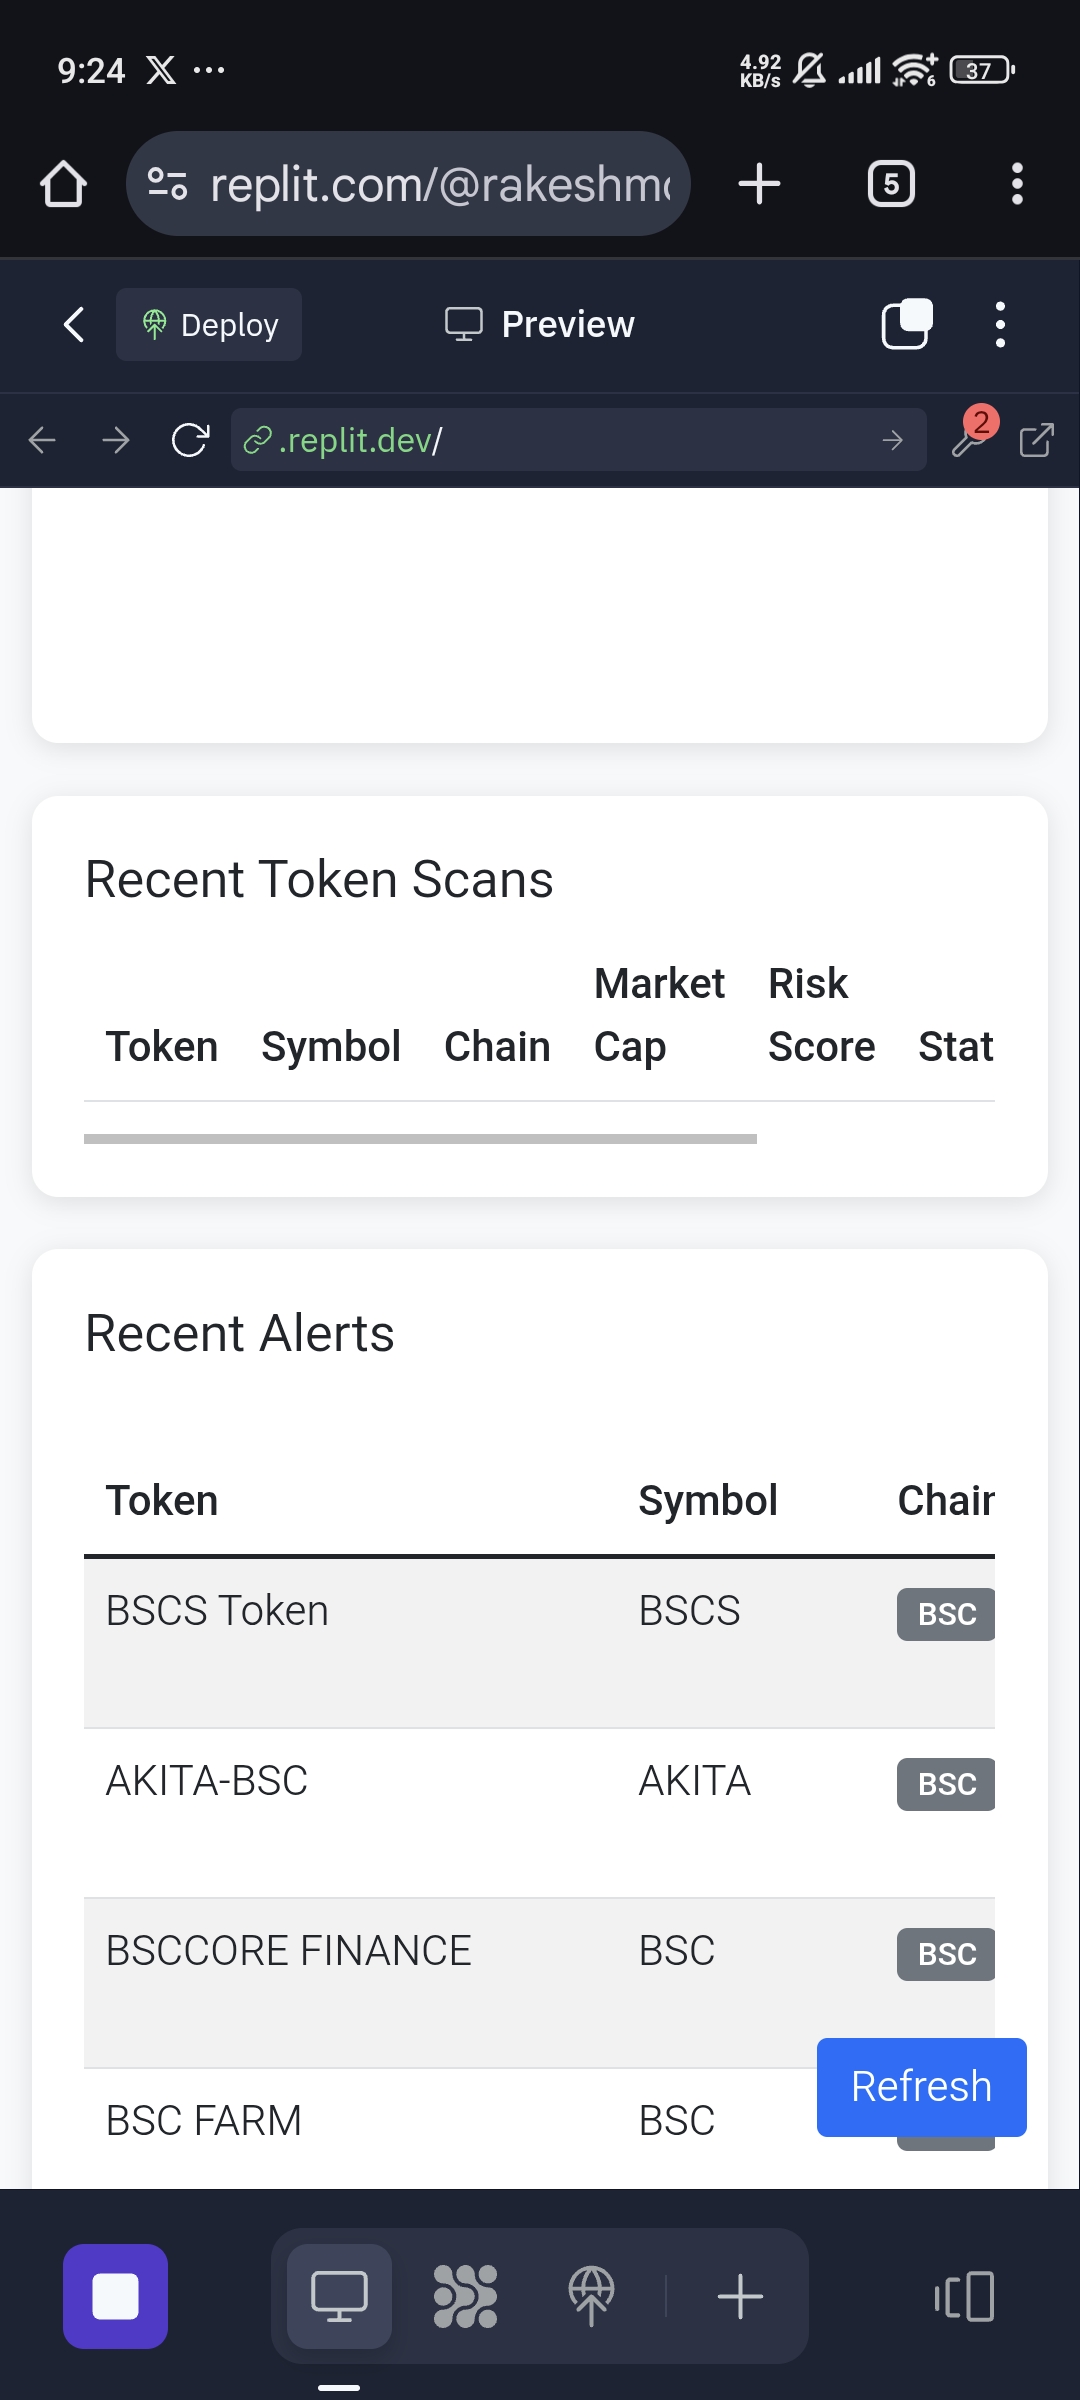 9:24
4.92
KB/s
6
37
replit.com/@rakeshm
5
Deploy
Preview
.replit.dev/
2
Recent Token Scans
Market Risk
Token Symbol Chain Cap Score Stat
Recent Alerts
Token Symbol Chain
BSCS Token BSCS BSC
AKITA-BSC AKITA BSC
BSCCORE FINANCE BSC BSC
Refresh
BSC FARM BSC